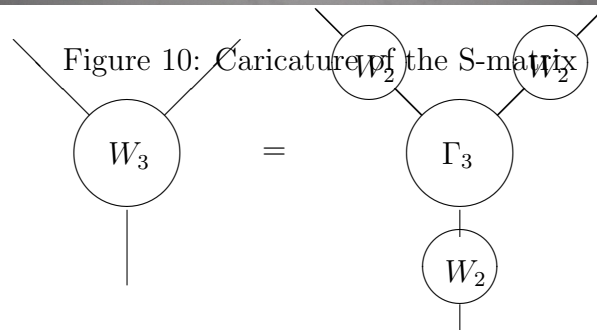 Figure 10: Caricature of the S-matrix
W₂ W₂
W₃ = Γ₃
W₂